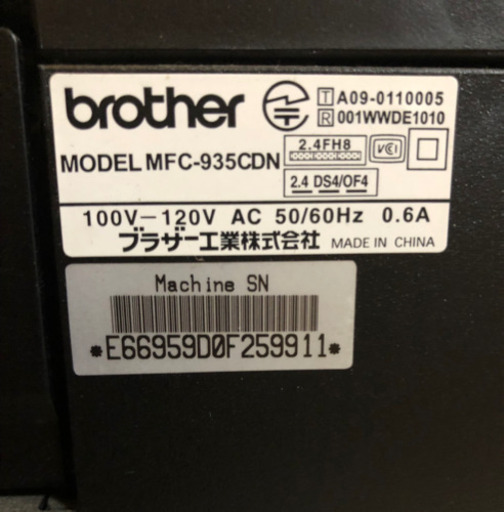 brother
T A09-0110005
R 001WWDE1010
MODEL MFC-935CDN
2.4FH8
VCI
2.4 DS4/OF4
100V-120V AC 50/60Hz 0.6A
ブラザー工業株式会社 MADE IN CHINA
Machine SN
*E66959D0F259911*